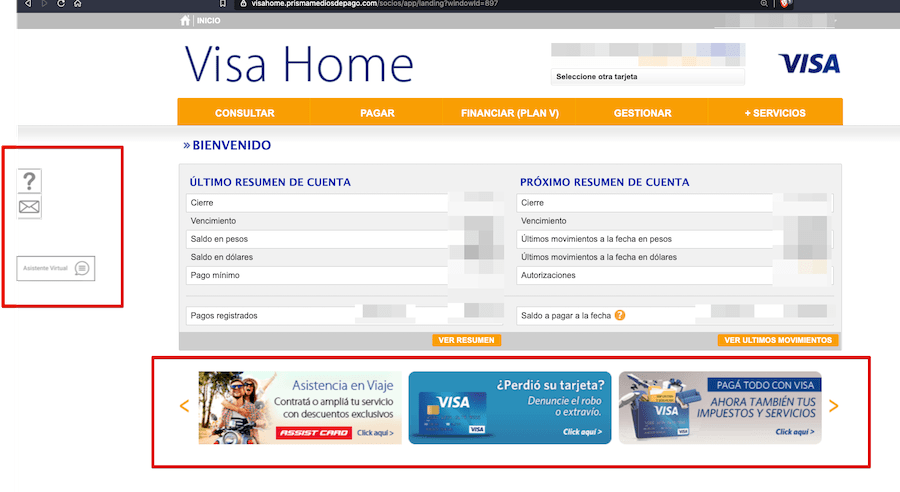 visahome.prismamediosdepago.com/socios/app/landing?windowId=897
INICIO
Visa Home
Seleccione otra tarjeta
VISA
CONSULTAR
PAGAR
FINANCIAR (PLAN V)
GESTIONAR
+ SERVICIOS
» BIENVENIDO
?
Asistente Virtual
ÚLTIMO RESUMEN DE CUENTA
Cierre
Vencimiento
Saldo en pesos
Saldo en dólares
Pago mínimo
Pagos registrados
VER RESUMEN
PRÓXIMO RESUMEN DE CUENTA
Cierre
Vencimiento
Últimos movimientos a la fecha en pesos
Últimos movimientos a la fecha en dólares
Autorizaciones
Saldo a pagar a la fecha ?
VER ULTIMOS MOVIMIENTOS
<
Asistencia en Viaje
Contratá o ampliá tu servicio
con descuentos exclusivos
ASSIST CARD Click aquí >
¿Perdió su tarjeta?
Denuncie el robo
o extravío.
VISA
VISA
Click aquí >
PAGÁ TODO CON VISA
AHORA TAMBIÉN TUS
IMPUESTOS Y SERVICIOS
VISA
VISA
Click aquí >
>